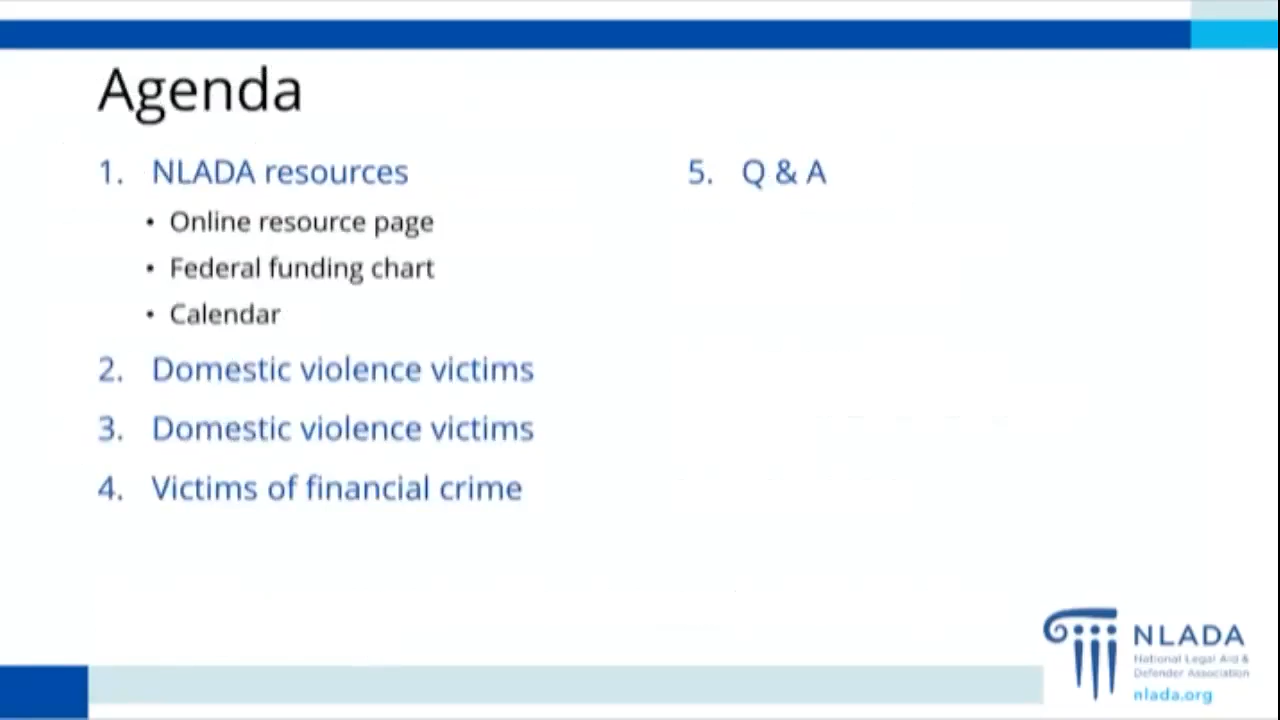 Agenda
1. NLADA resources
• Online resource page
• Federal funding chart
• Calendar
2. Domestic violence victims
3. Domestic violence victims
4. Victims of financial crime
5. Q & A
NLADA
National Legal Aid &
Defender Association
nlada.org